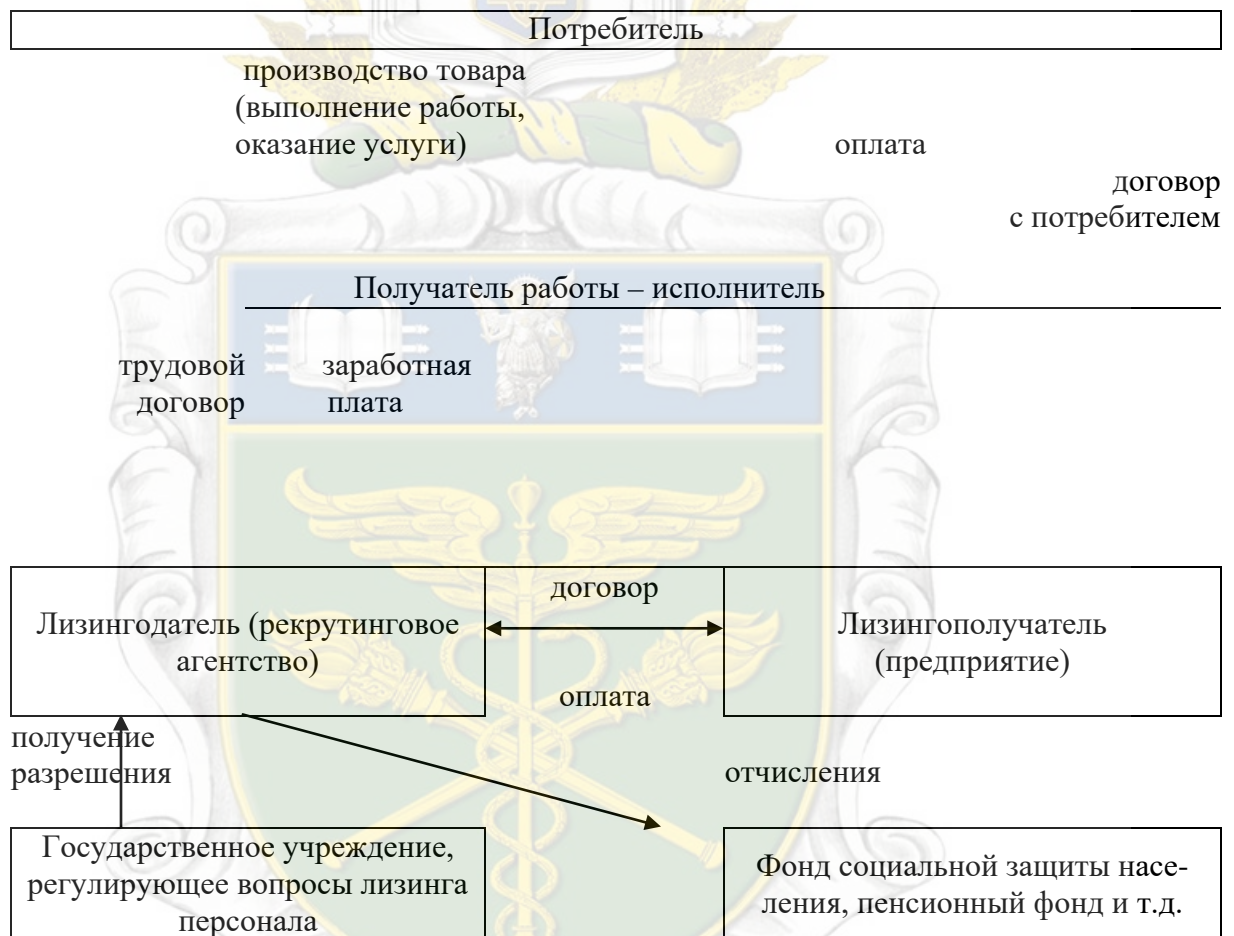 Потребитель
производство товара
(выполнение работы,
оказание услуги)
оплата
договор
с потребителем
Получатель работы – исполнитель
трудовой
договор
заработная
плата
Лизингодатель (рекрутинговое
агентство)
договор
оплата
Лизингополучатель
(предприятие)
получение
разрешения
отчисления
Государственное учреждение,
регулирующее вопросы лизинга
персонала
Фонд социальной защиты насе-
ления, пенсионный фонд и т.д.